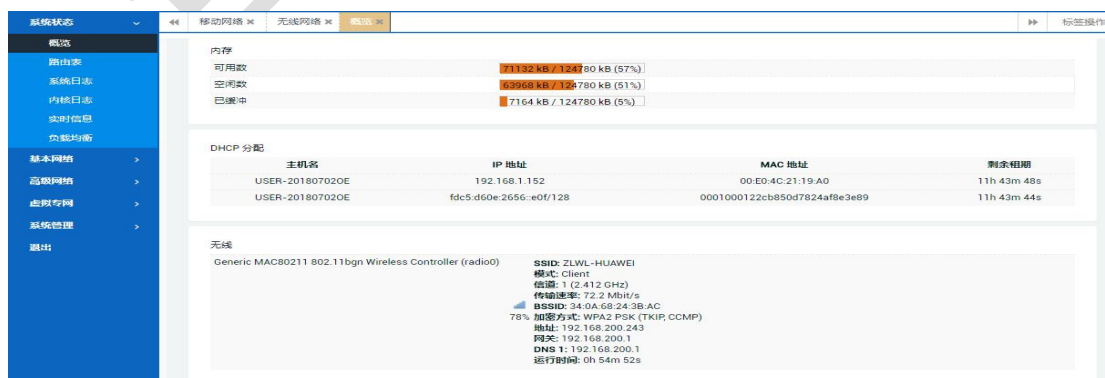 系统状态
移动网络 × 无线网络 × 概览 × 标签操作
概览
路由表
系统日志
内核日志
实时信息
负载均衡
基本网络
高级网络
虚拟专网
系统管理
退出
内存
可用数 71132 kB / 124780 kB (57%)
空闲数 63968 kB / 124780 kB (51%)
已缓冲 7164 kB / 124780 kB (5%)
DHCP 分配
主机名 IP 地址 MAC 地址 剩余租期
USER-20180702OE 192.168.1.152 00:E0:4C:21:19:A0 11h 43m 48s
USER-20180702OE fdc5:d60e:2656::e0f/128 0001000122cb850d7824af8e3e89 11h 43m 44s
无线
Generic MAC80211 802.11bgn Wireless Controller (radio0)
SSID: ZLWL-HUAWEI
模式: Client
信道: 1 (2.412 GHz)
传输速率: 72.2 Mbit/s
BSSID: 34:0A:68:24:3B:AC
78% 加密方式: WPA2 PSK (TKIP, CCMP)
地址: 192.168.200.243
网关: 192.168.200.1
DNS 1: 192.168.200.1
运行时间: 0h 54m 52s